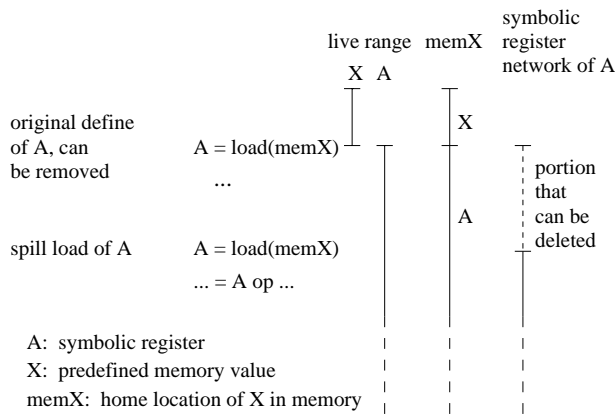 symbolic
register
network of A
live range
memX
X A
original define
of A, can
be removed
A = load(memX)
...
X
portion
that
can be
deleted
A
spill load of A
A = load(memX)
... = A op ...
A: symbolic register
X: predefined memory value
memX: home location of X in memory